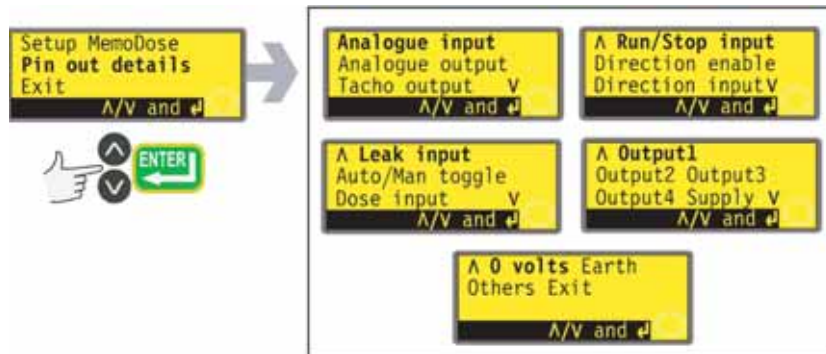 Setup MemoDose
Pin out details
Exit
∧/∨ and ↵
ENTER
Analogue input
Analogue output
Tacho output ∨
∧/∨ and ↵
∧ Run/Stop input
Direction enable
Direction input∨
∧/∨ and ↵
∧ Leak input
Auto/Man toggle
Dose input ∨
∧/∨ and ↵
∧ Output1
Output2 Output3
Output4 Supply ∨
∧/∨ and ↵
∧ 0 volts Earth
Others Exit
∧/∨ and ↵